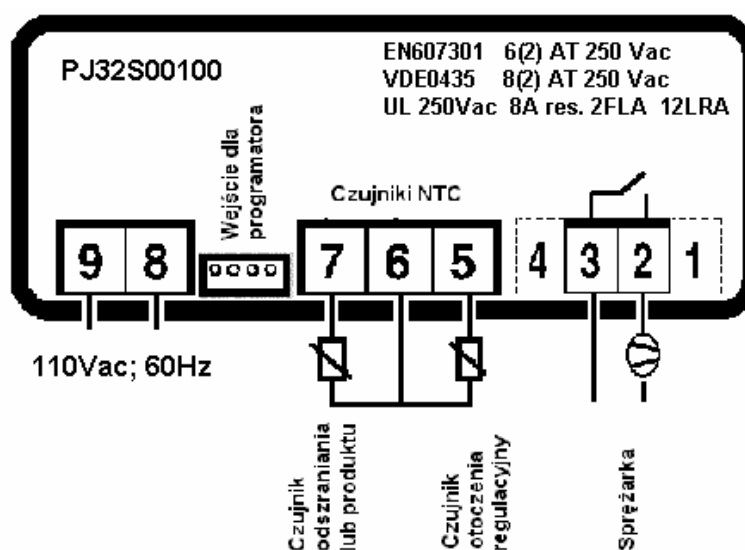 PJ32S00100
EN607301 6(2) AT 250 Vac
VDE0435 8(2) AT 250 Vac
UL 250Vac 8A res. 2FLA 12LRA
Wejście dla
programatora
Czujniki NTC
9 8 7 6 5 4 3 2 1
110Vac; 60Hz
Czujnik
odszraniania
lub produktu
Czujnik
otoczenia
regulacyjny
Sprężarka